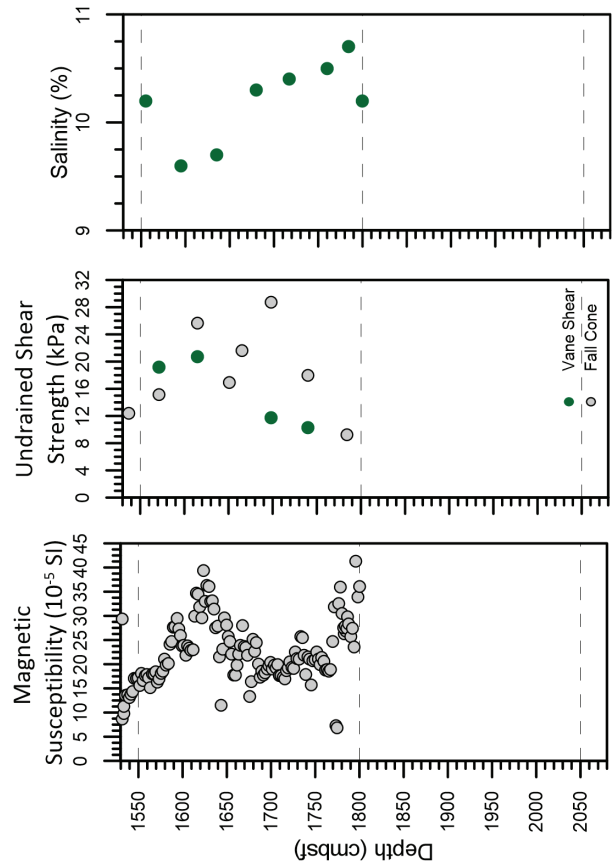 Salinity (%)
9
10
11
Undrained Shear
Strength (kPa)
0 4 8 12 16 20 24 28 32
Vane Shear
Fall Cone
Magnetic
Susceptibility (10⁻⁵ SI)
0 5 10 15 20 25 30 35 40 45
1550 1600 1650 1700 1750 1800 1850 1900 1950 2000 2050
Depth (cmbsf)